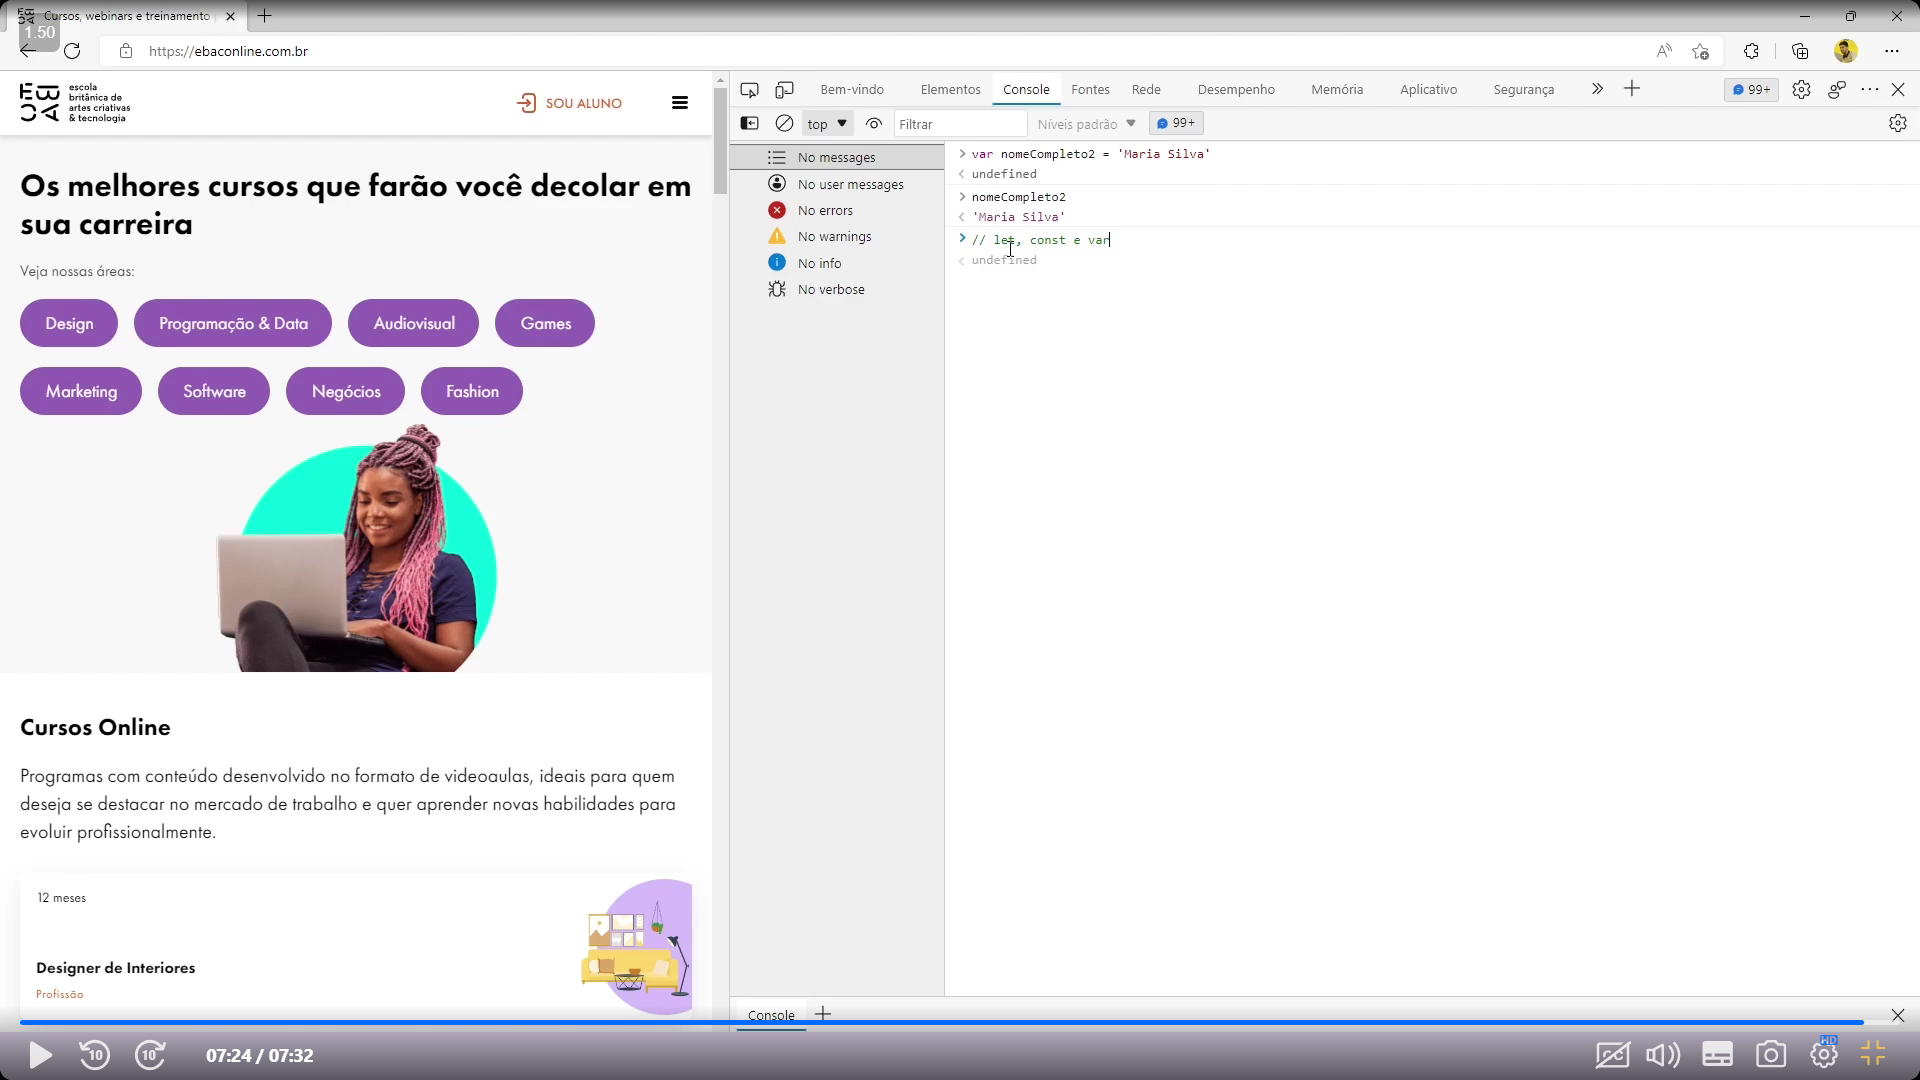 Cursos, webinars e treinamento
1.50
https://ebaconline.com.br
EBAC
escola
britânica de
artes criativas
& tecnologia
SOU ALUNO
Os melhores cursos que farão você decolar em
sua carreira
Veja nossas áreas:
Design
Programação & Data
Audiovisual
Games
Marketing
Software
Negócios
Fashion
Cursos Online
Programas com conteúdo desenvolvido no formato de videoaulas, ideais para quem
deseja se destacar no mercado de trabalho e quer aprender novas habilidades para
evoluir profissionalmente.
12 meses
Designer de Interiores
Profissão
Bem-vindo
Elementos
Console
Fontes
Rede
Desempenho
Memória
Aplicativo
Segurança
99+
top
Filtrar
Níveis padrão
99+
No messages
No user messages
No errors
No warnings
No info
No verbose
var nomeCompleto2 = 'Maria Silva'
undefined
nomeCompleto2
'Maria Silva'
// let, const e var
undefined
Console
10
10
07:24 / 07:32
HD